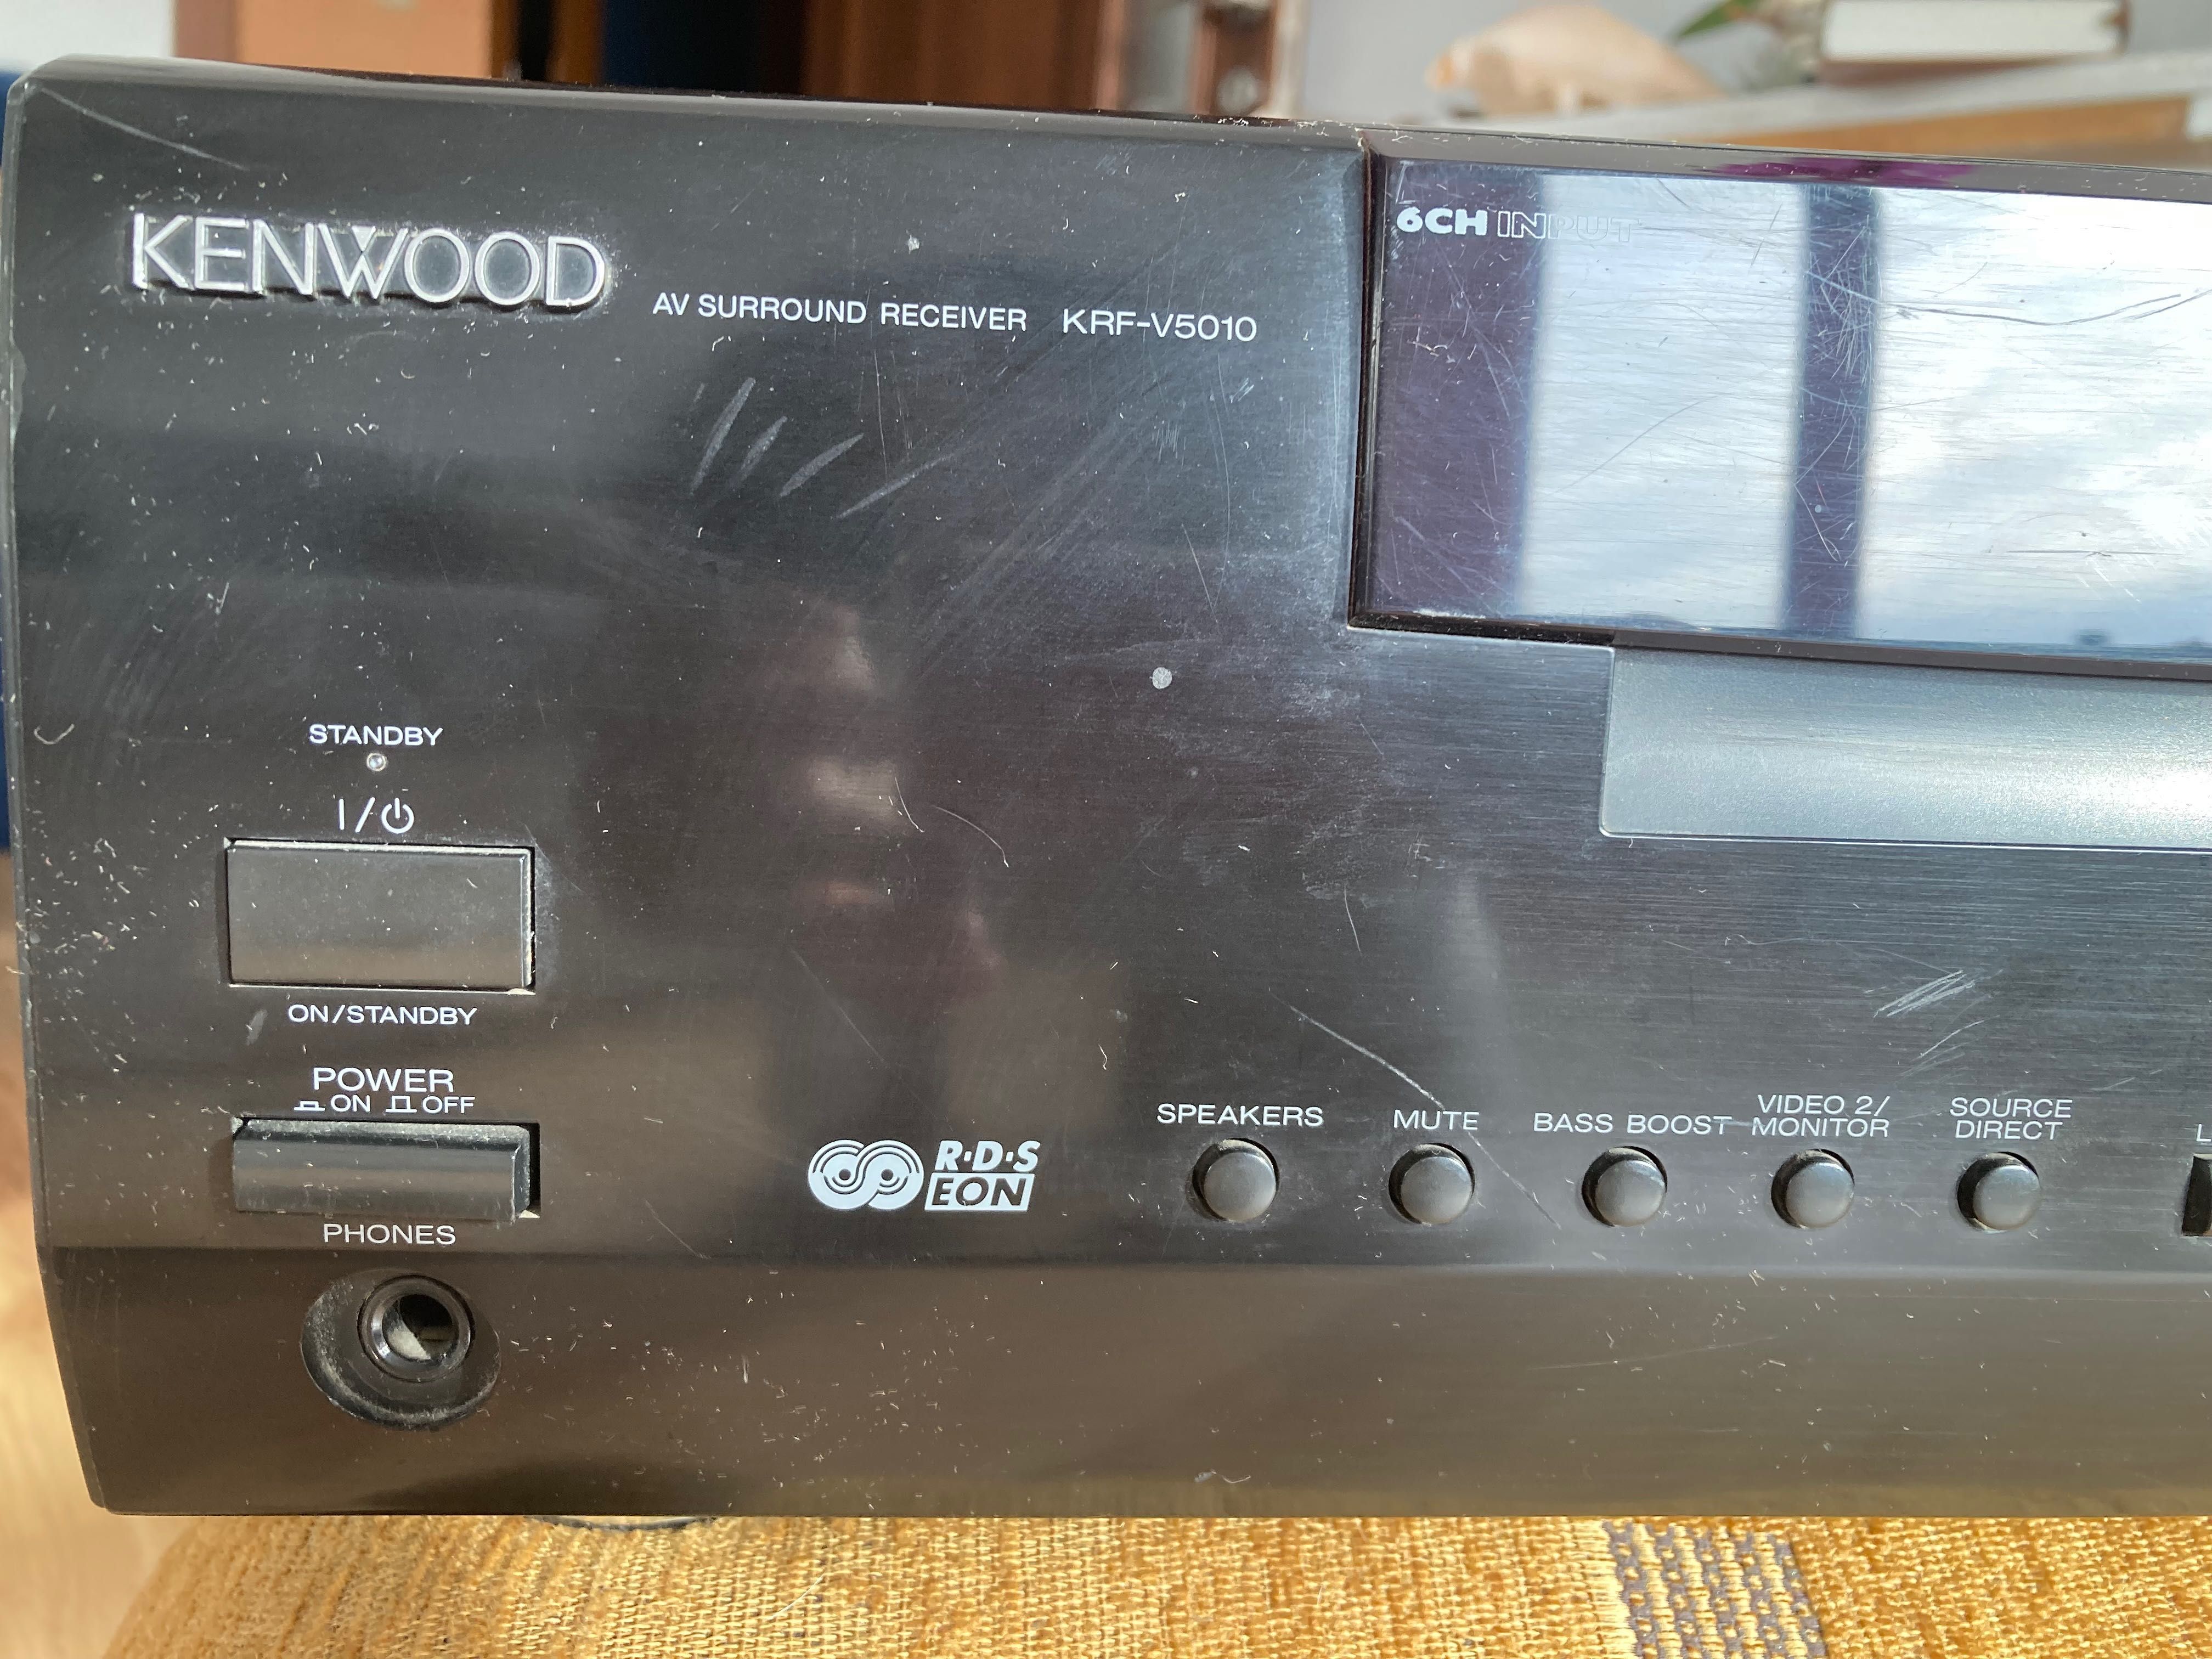 KENWOOD
AV SURROUND RECEIVER KRF-V5010
6CH INPUT
STANDBY
I/⏻
ON/STANDBY
POWER
ON OFF
PHONES
R·D·S
EON
SPEAKERS
MUTE
BASS BOOST
VIDEO 2/
MONITOR
SOURCE
DIRECT
L